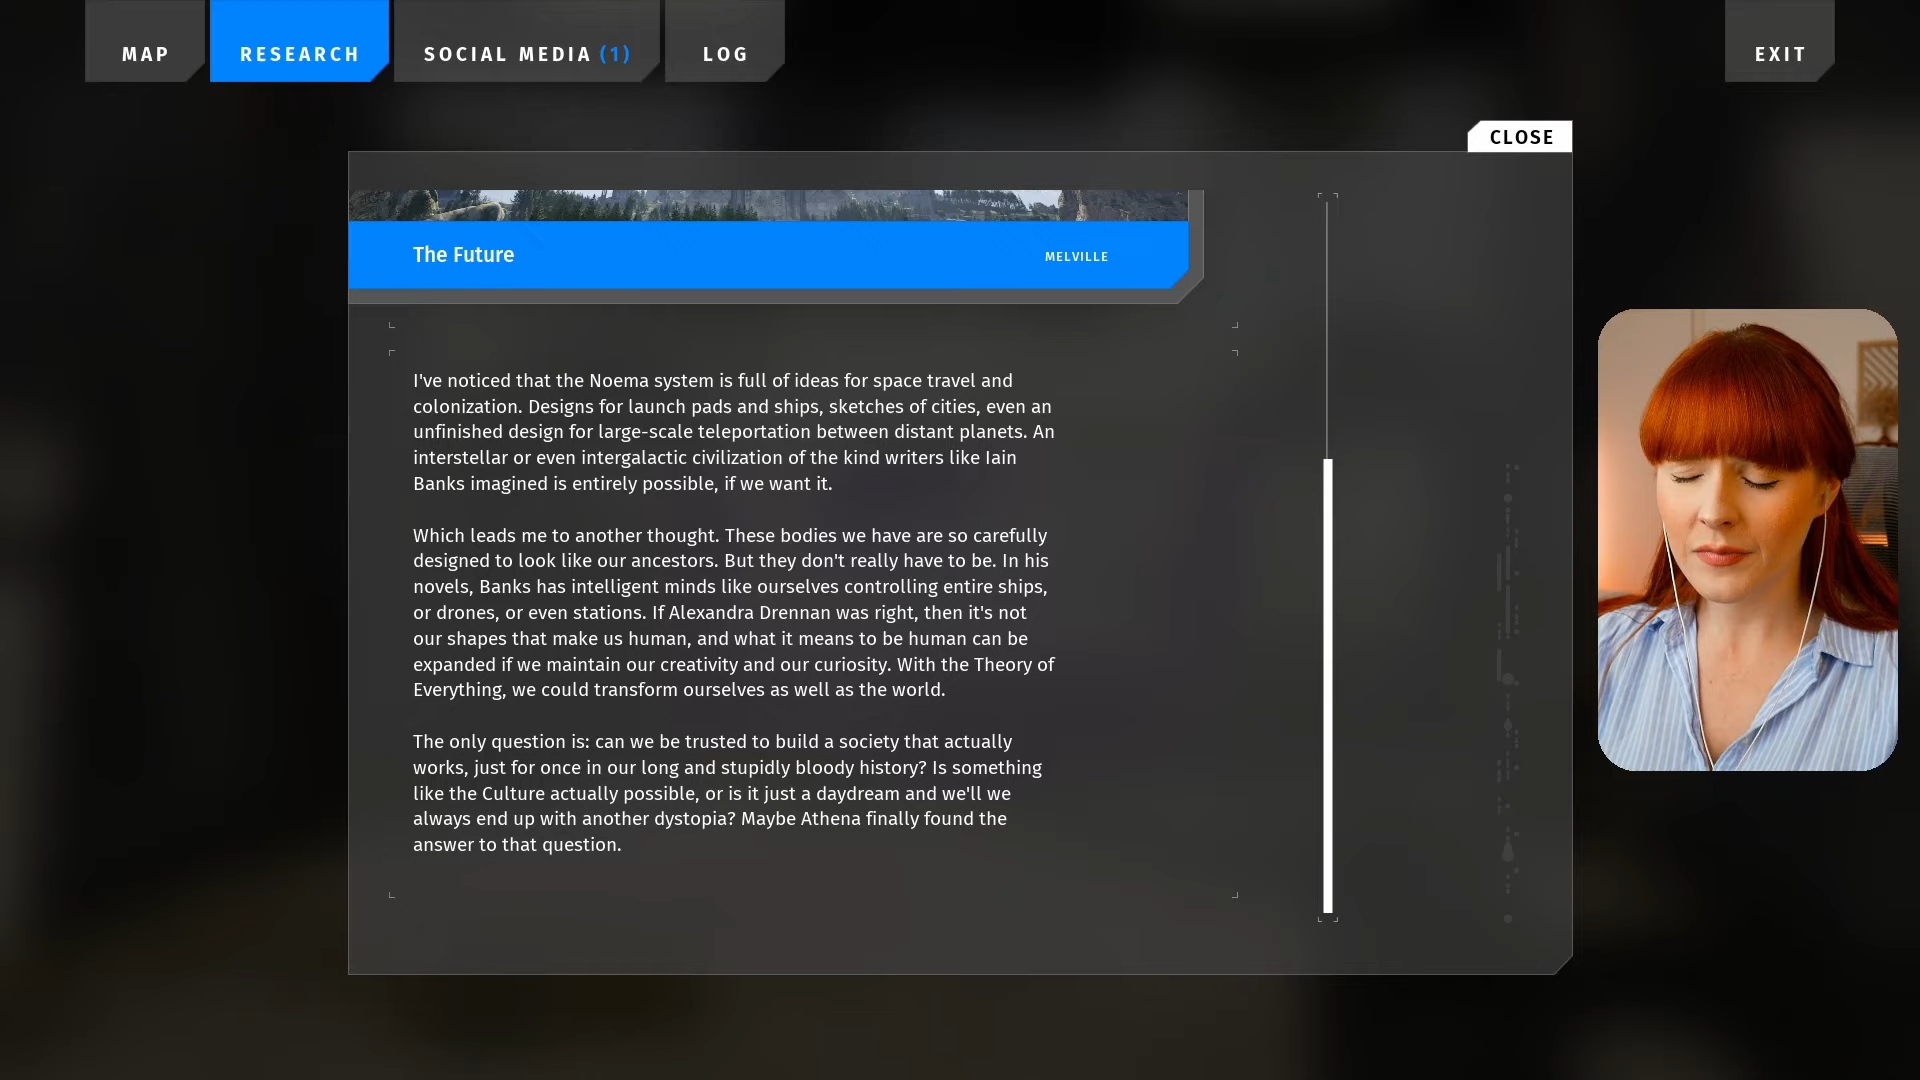 MAP
RESEARCH
SOCIAL MEDIA (1)
LOG
EXIT
CLOSE
The Future
MELVILLE
I've noticed that the Noema system is full of ideas for space travel and
colonization. Designs for launch pads and ships, sketches of cities, even an
unfinished design for large-scale teleportation between distant planets. An
interstellar or even intergalactic civilization of the kind writers like Iain
Banks imagined is entirely possible, if we want it.
Which leads me to another thought. These bodies we have are so carefully
designed to look like our ancestors. But they don't really have to be. In his
novels, Banks has intelligent minds like ourselves controlling entire ships,
or drones, or even stations. If Alexandra Drennan was right, then it's not
our shapes that make us human, and what it means to be human can be
expanded if we maintain our creativity and our curiosity. With the Theory of
Everything, we could transform ourselves as well as the world.
The only question is: can we be trusted to build a society that actually
works, just for once in our long and stupidly bloody history? Is something
like the Culture actually possible, or is it just a daydream and we'll we
always end up with another dystopia? Maybe Athena finally found the
answer to that question.